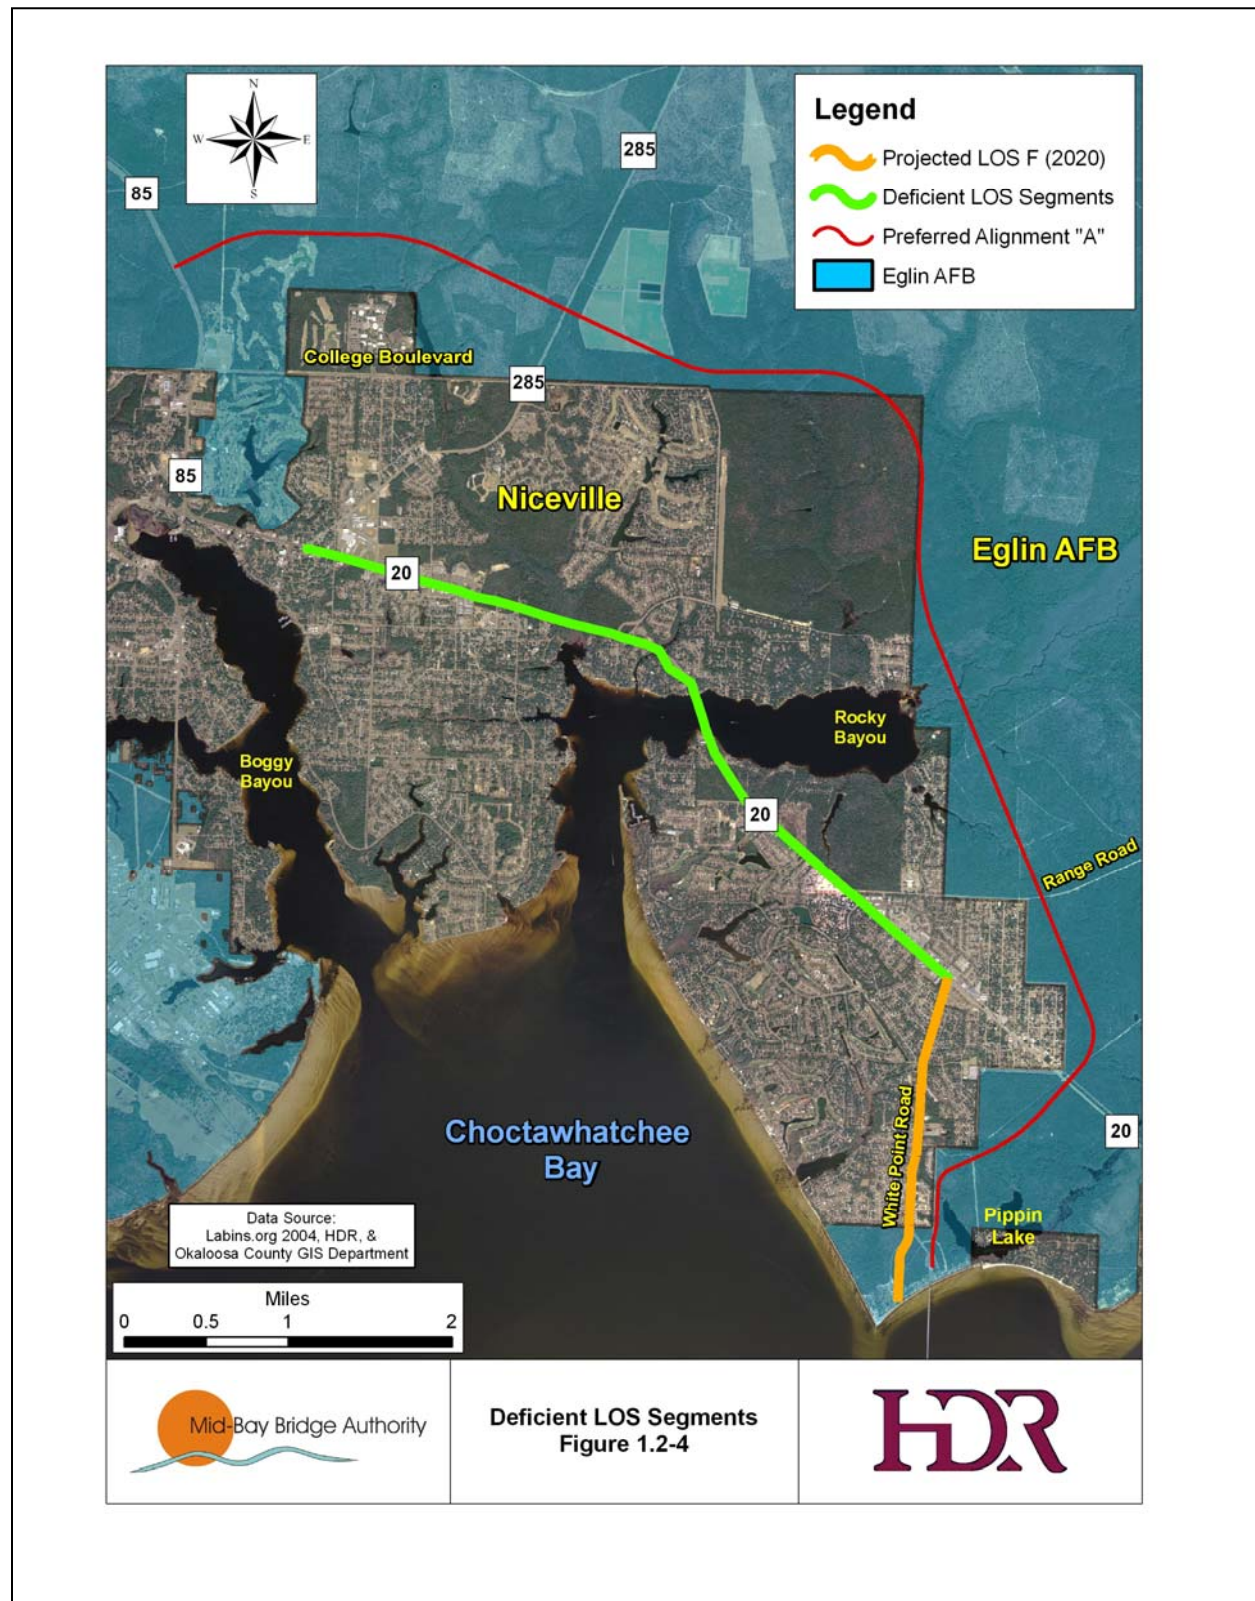 N
W
E
S
Legend
Projected LOS F (2020)
Deficient LOS Segments
Preferred Alignment "A"
Eglin AFB
285
85
College Boulevard
285
85
Niceville
Eglin AFB
20
Rocky
Bayou
Boggy
Bayou
20
Range Road
White Point Road
Choctawhatchee
Bay
20
Pippin
Lake
Data Source:
Labins.org 2004, HDR, &
Okaloosa County GIS Department
Miles
0 0.5 1 2
Mid-Bay Bridge Authority
Deficient LOS Segments
Figure 1.2-4
HDR